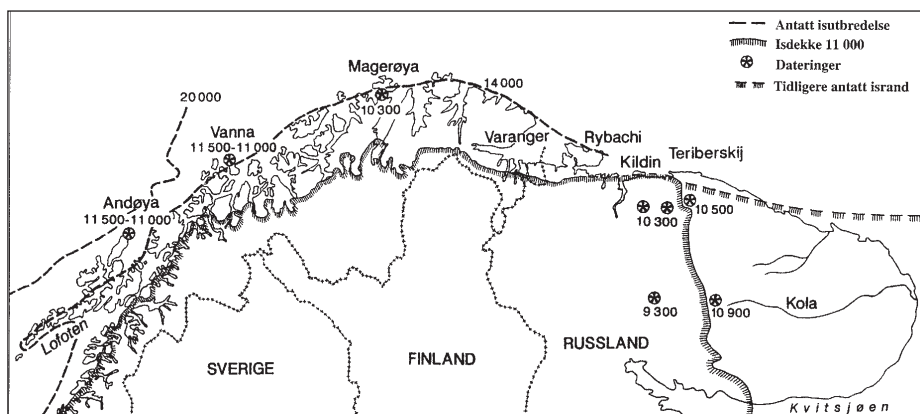 Antatt isutbredelse
Isdekke 11 000
Dateringer
Tidligere antatt isrand
Magerøya
10 300
14 000
20 000
Vanna
11 500-11 000
Varanger
Rybachi
Kildin
Teriberskij
Andøya
11 500-11 000
10 300
10 500
Lofoten
9 300
10 900
Kola
SVERIGE
FINLAND
RUSSLAND
Kvitsjøen